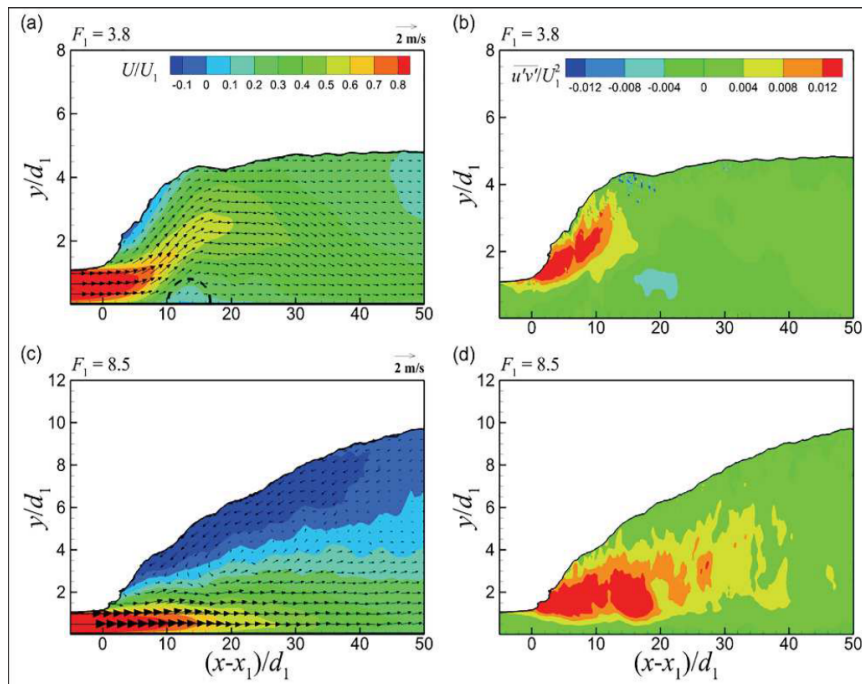 (a)
F₁ = 3.8
2 m/s
U/U₁
-0.1 0 0.1 0.2 0.3 0.4 0.5 0.6 0.7 0.8
y/d₁
8
6
4
2
0 10 20 30 40 50
(b)
F₁ = 3.8
u'v'/U₁²
-0.012 -0.008 -0.004 0 0.004 0.008 0.012
y/d₁
8
6
4
2
0 10 20 30 40 50
(c)
F₁ = 8.5
2 m/s
y/d₁
12
10
8
6
4
2
0 10 20 30 40 50
(x-x₁)/d₁
(d)
F₁ = 8.5
y/d₁
12
10
8
6
4
2
0 10 20 30 40 50
(x-x₁)/d₁